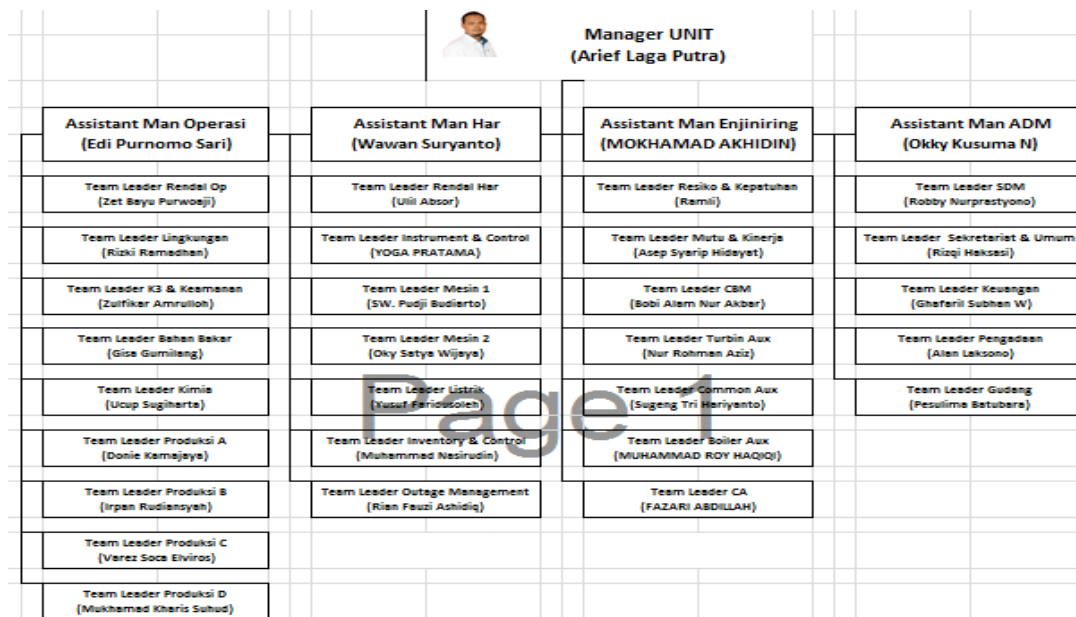 Manager UNIT
(Arief Laga Putra)
Assistant Man Operasi
(Edi Purnomo Sari)
Team Leader Rendal Op
(Zet Bayu Purwoaji)
Team Leader Lingkungan
(Rizki Ramadhan)
Team Leader K3 & Keamanan
(Zulfikar Amrulloh)
Team Leader Bahan Bakar
(Gisa Gumilang)
Team Leader Kimia
(Ucup Sugiharta)
Team Leader Produksi A
(Donie Kamajaya)
Team Leader Produksi B
(Irpan Rudiansyah)
Team Leader Produksi C
(Varez Soca Elviros)
Team Leader Produksi D
(Mukhamad Kharis Suhud)
Assistant Man Har
(Wawan Suryanto)
Team Leader Rendal Har
(Ulil Absor)
Team Leader Instrument & Control
(YOGA PRATAMA)
Team Leader Mesin 1
(SW. Pudji Budiarto)
Team Leader Mesin 2
(Oky Satya Wijaya)
Team Leader Listrik
(Yusuf Faridusoleh)
Team Leader Inventory & Control
(Muhammad Nasirudin)
Team Leader Outage Management
(Rian Fauzi Ashidiq)
Assistant Man Enjiniring
(MOKHAMAD AKHIDIN)
Team Leader Resiko & Kepatuhan
(Ramli)
Team Leader Mutu & Kinerja
(Asep Syarip Hidayat)
Team Leader CBM
(Bobi Alam Nur Akbar)
Team Leader Turbin Aux
(Nur Rohman Aziz)
Team Leader Common Aux
(Sugeng Tri Hariyanto)
Team Leader Boiler Aux
(MUHAMMAD ROY HAQIQI)
Team Leader CA
(FAZARI ABDILLAH)
Assistant Man ADM
(Okky Kusuma N)
Team Leader SDM
(Robby Nurprastyono)
Team Leader Sekretariat & Umum
(Rizqi Haksasi)
Team Leader Keuangan
(Ghafaril Subhan W)
Team Leader Pengadaan
(Alan Laksono)
Team Leader Gudang
(Pesulima Batubara)
Page 1